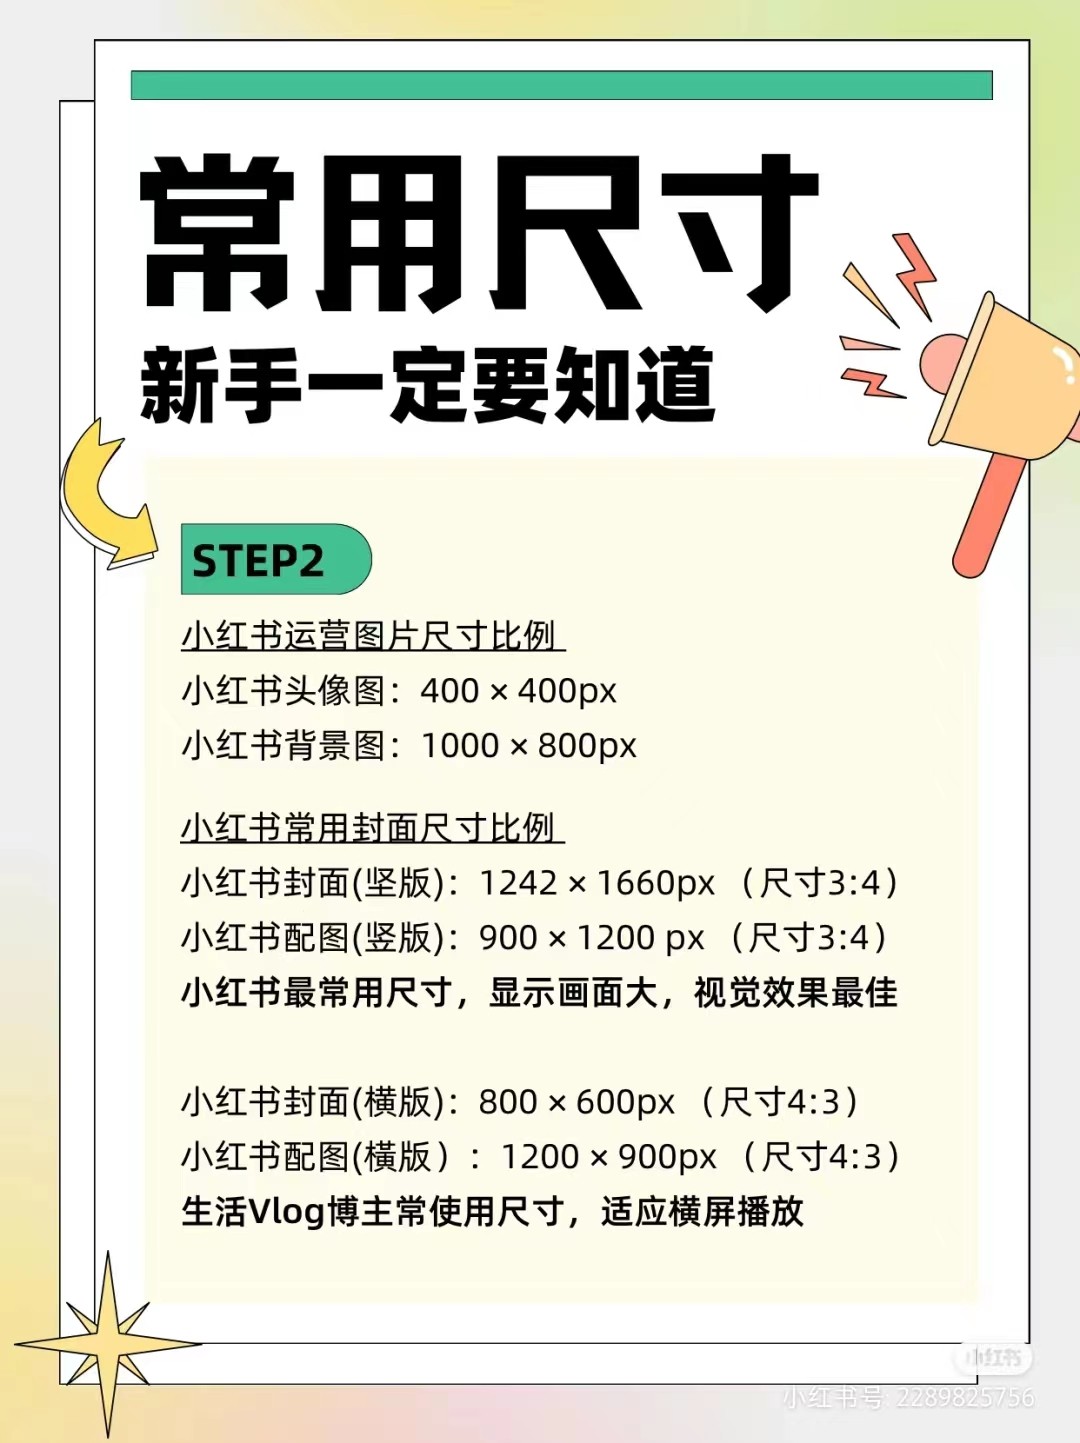 常用尺寸
新手一定要知道
STEP2
小红书运营图片尺寸比例
小红书头像图：400 × 400px
小红书背景图：1000 × 800px
小红书常用封面尺寸比例
小红书封面(竖版)：1242 × 1660px （尺寸3:4）
小红书配图(竖版)：900 × 1200 px （尺寸3:4）
小红书最常用尺寸，显示画面大，视觉效果最佳
小红书封面(横版)：800 × 600px （尺寸4:3）
小红书配图(橫版）：1200 × 900px （尺寸4:3）
生活Vlog博主常使用尺寸，适应横屏播放
小红书
小红书号: 2289825756